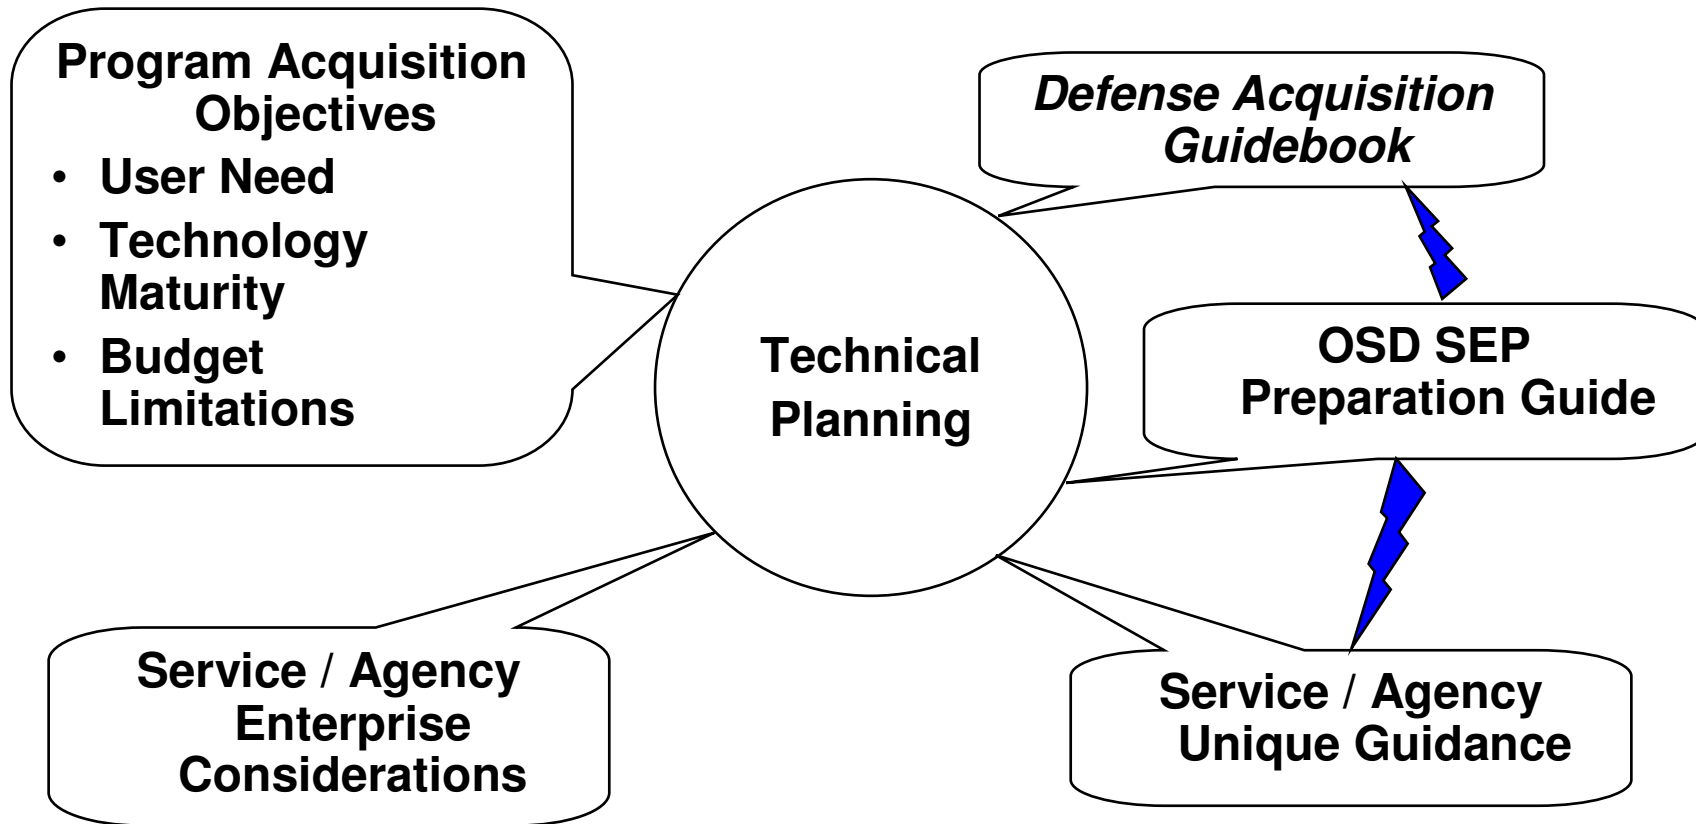 Program Acquisition
Objectives
• User Need
• Technology
Maturity
• Budget
Limitations
Defense Acquisition
Guidebook
Technical
Planning
OSD SEP
Preparation Guide
Service / Agency
Enterprise
Considerations
Service / Agency
Unique Guidance